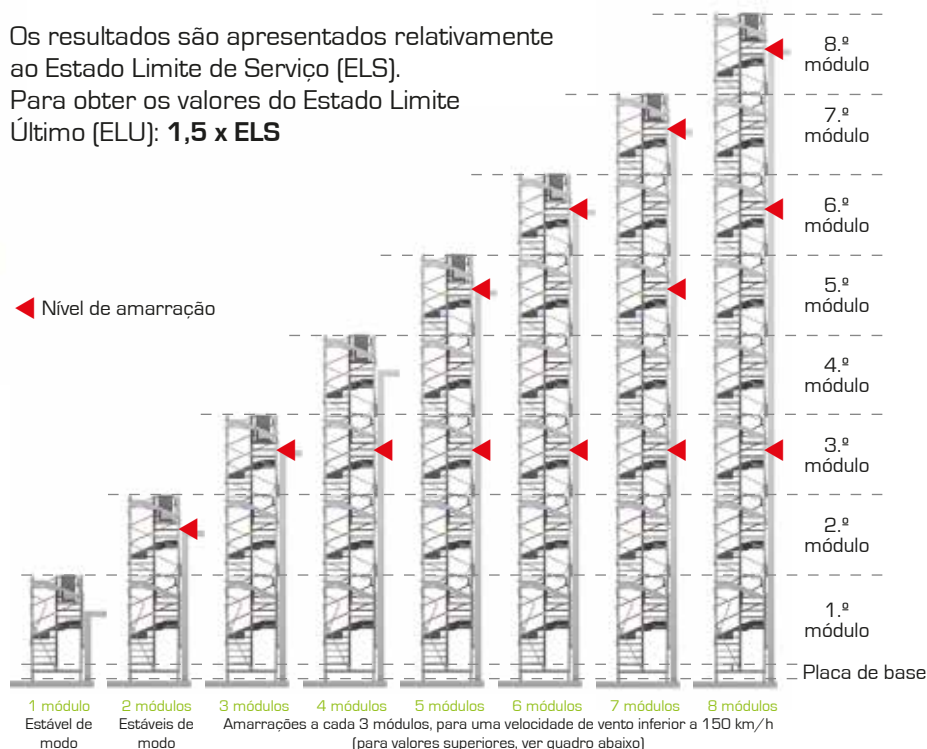 Os resultados são apresentados relativamente
ao Estado Limite de Serviço (ELS).
Para obter os valores do Estado Limite
Último (ELU): 1,5 x ELS
Nível de amarração
8.º
módulo
7.º
módulo
6.º
módulo
5.º
módulo
4.º
módulo
3.º
módulo
2.º
módulo
1.º
módulo
Placa de base
1 módulo
Estável de
modo
2 módulos
Estáveis de
modo
3 módulos 4 módulos 5 módulos 6 módulos 7 módulos 8 módulos
Amarrações a cada 3 módulos, para uma velocidade de vento inferior a 150 km/h
(para valores superiores, ver quadro abaixo)